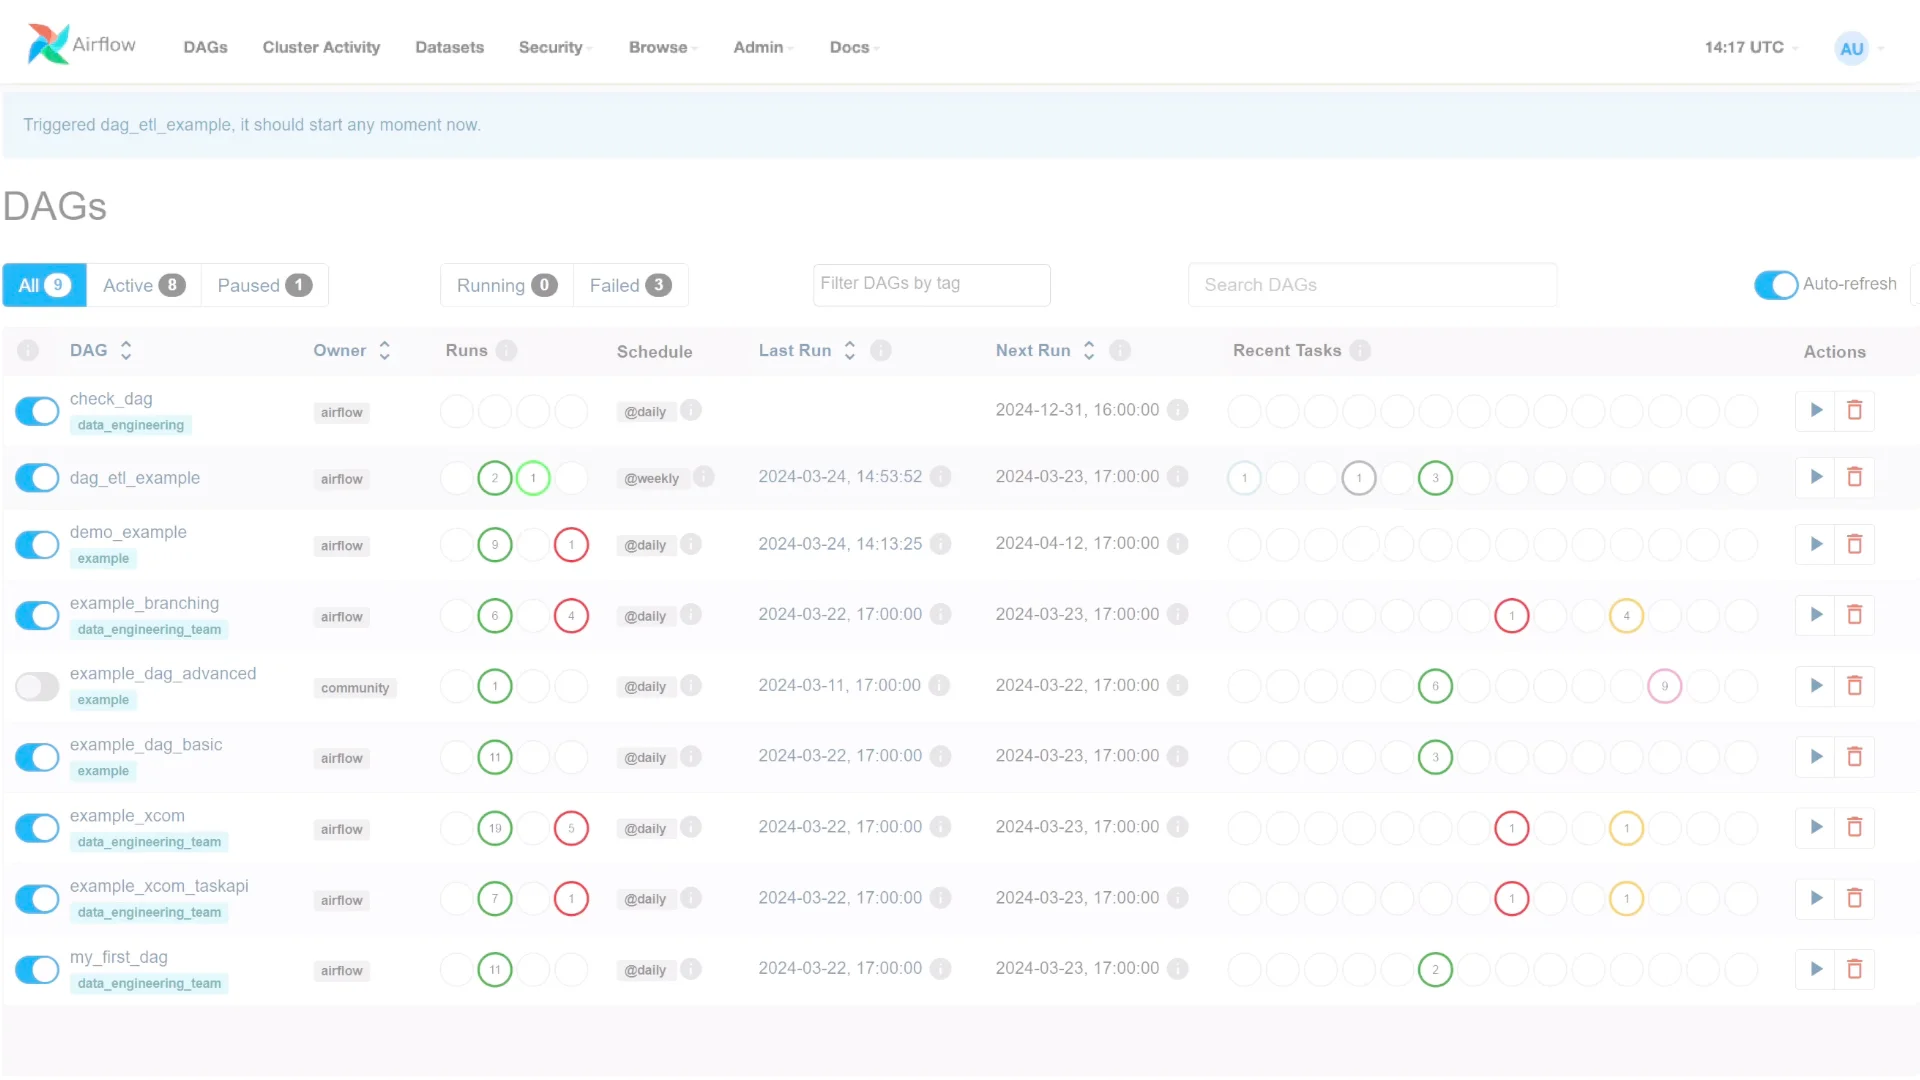 Airflow DAGs Cluster Activity Datasets Security Browse Admin Docs 14:17 UTC AU
Triggered dag_etl_example, it should start any moment now.
DAGs
All 9 Active 8 Paused 1 Running 0 Failed 3 Filter DAGs by tag Search DAGs Auto-refresh
i DAG Owner Runs i Schedule Last Run i Next Run i Recent Tasks i Actions
check_dag
data_engineering airflow @daily i 2024-12-31, 16:00:00 i
dag_etl_example airflow 2 1 @weekly i 2024-03-24, 14:53:52 i 2024-03-23, 17:00:00 i 1 1 3
demo_example
example airflow 9 1 @daily i 2024-03-24, 14:13:25 i 2024-04-12, 17:00:00 i
example_branching
data_engineering_team airflow 6 4 @daily i 2024-03-22, 17:00:00 i 2024-03-23, 17:00:00 i 1 4
example_dag_advanced
example community 1 @daily i 2024-03-11, 17:00:00 i 2024-03-22, 17:00:00 i 6 9
example_dag_basic
example airflow 11 @daily i 2024-03-22, 17:00:00 i 2024-03-23, 17:00:00 i 3
example_xcom
data_engineering_team airflow 19 5 @daily i 2024-03-22, 17:00:00 i 2024-03-23, 17:00:00 i 1 1
example_xcom_taskapi
data_engineering_team airflow 7 1 @daily i 2024-03-22, 17:00:00 i 2024-03-23, 17:00:00 i 1 1
my_first_dag
data_engineering_team airflow 11 @daily i 2024-03-22, 17:00:00 i 2024-03-23, 17:00:00 i 2